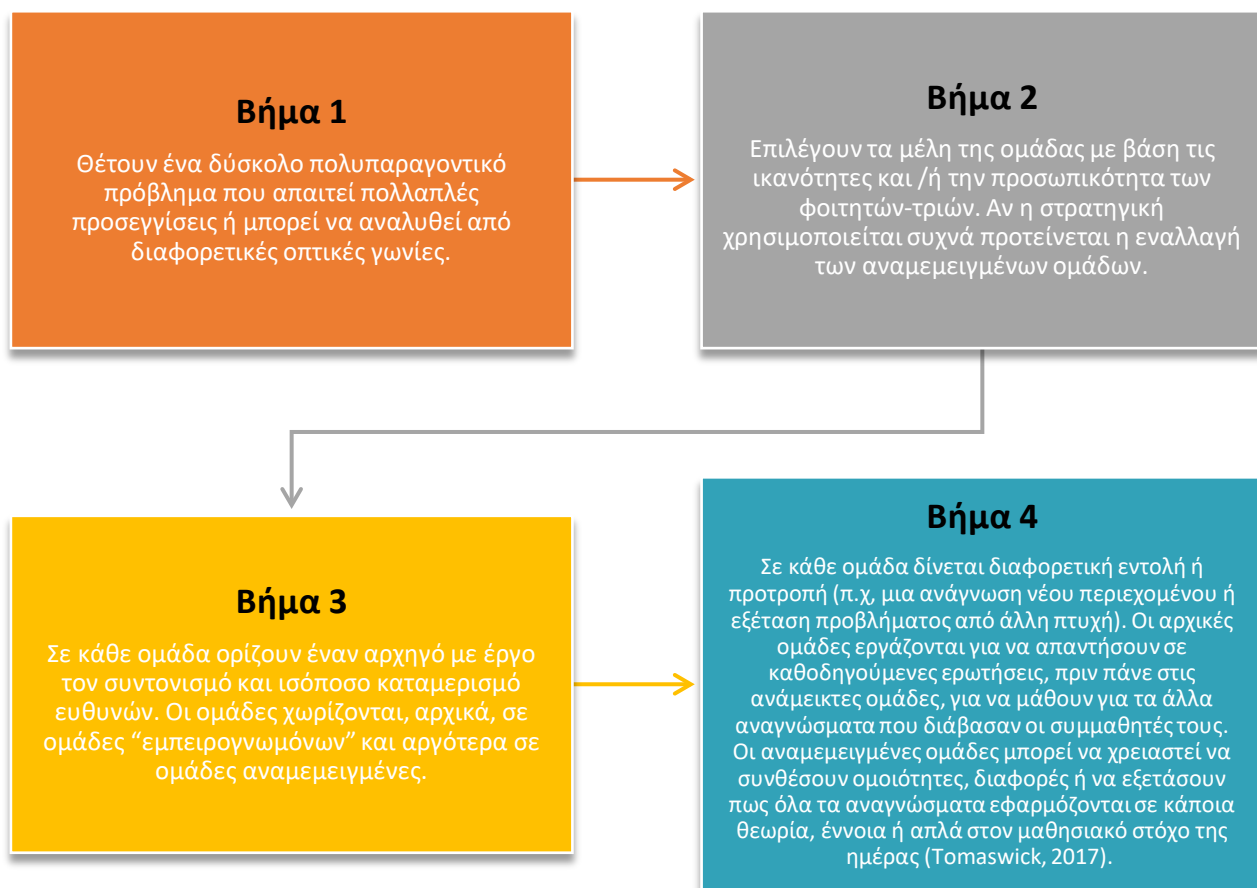 Βήμα 1
Θέτουν ένα δύσκολο πολυπαραγοντικό
πρόβλημα που απαιτεί πολλαπλές
προσεγγίσεις ή μπορεί να αναλυθεί από
διαφορετικές οπτικές γωνίες.
Βήμα 2
Επιλέγουν τα μέλη της ομάδας με βάση τις
ικανότητες και /ή την προσωπικότητα των
φοιτητών-τριών. Αν η στρατηγική
χρησιμοποιείται συχνά προτείνεται η εναλλαγή
των αναμεμειγμένων ομάδων.
Βήμα 3
Σε κάθε ομάδα ορίζουν έναν αρχηγό με έργο
τον συντονισμό και ισόποσο καταμερισμό
ευθυνών. Οι ομάδες χωρίζονται, αρχικά, σε
ομάδες “εμπειρογνωμόνων” και αργότερα σε
ομάδες αναμεμειγμένες.
Βήμα 4
Σε κάθε ομάδα δίνεται διαφορετική εντολή ή
προτροπή (π.χ, μια ανάγνωση νέου περιεχομένου ή
εξέταση προβλήματος από άλλη πτυχή). Οι αρχικές
ομάδες εργάζονται για να απαντήσουν σε
καθοδηγούμενες ερωτήσεις, πριν πάνε στις
ανάμεικτες ομάδες, για να μάθουν για τα άλλα
αναγνώσματα που διάβασαν οι συμμαθητές τους.
Οι αναμεμειγμένες ομάδες μπορεί να χρειαστεί να
συνθέσουν ομοιότητες, διαφορές ή να εξετάσουν
πως όλα τα αναγνώσματα εφαρμόζονται σε κάποια
θεωρία, έννοια ή απλά στον μαθησιακό στόχο της
ημέρας (Tomaswick, 2017).